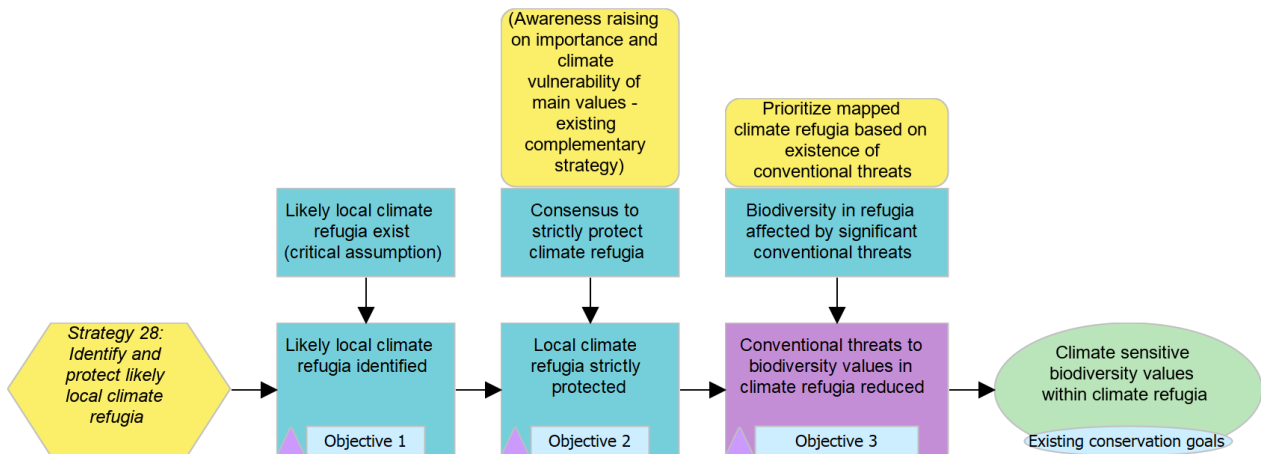 (Awareness raising
on importance and
climate
vulnerability of
main values -
existing
complementary
strategy)
Prioritize mapped
climate refugia based on
existence of
conventional threats
Likely local climate
refugia exist
(critical assumption)
Consensus to
strictly protect
climate refugia
Biodiversity in refugia
affected by significant
conventional threats
Strategy 28:
Identify and
protect likely
local climate
refugia
Likely local climate
refugia identified
Objective 1
Local climate
refugia strictly
protected
Objective 2
Conventional threats to
biodiversity values in
climate refugia reduced
Objective 3
Climate sensitive
biodiversity values
within climate refugia
Existing conservation goals